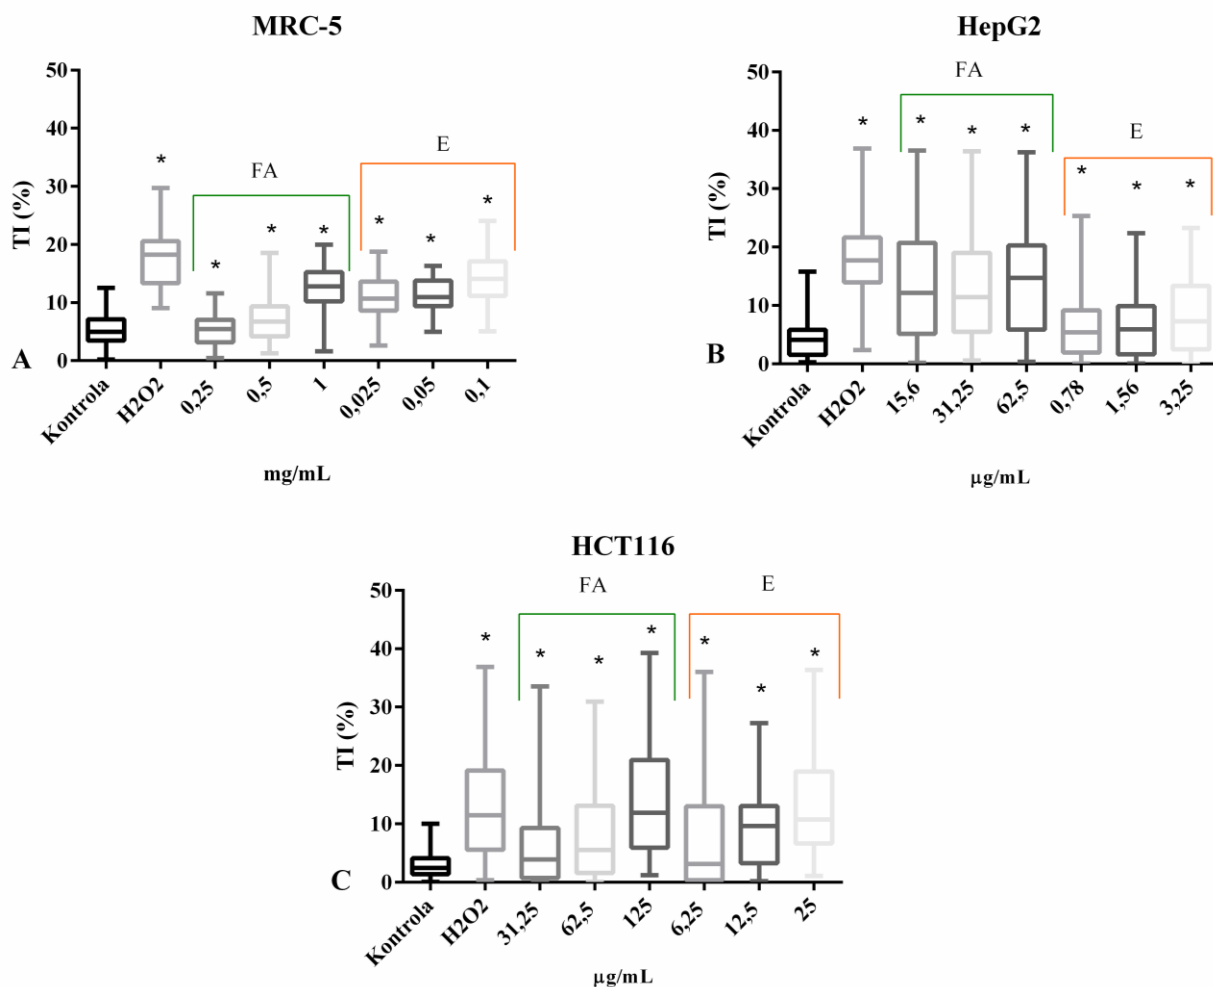 MRC-5
50
40
30
20
10
0
TI (%)
FA
E
* * * * * * *
A
Kontrola H2O2 0,25 0,5 1 0,025 0,05 0,1
mg/mL
HepG2
50
40
30
20
10
0
TI (%)
FA
E
* * * * * * *
B
Kontrola H2O2 15,6 31,25 62,5 0,78 1,56 3,25
µg/mL
HCT116
50
40
30
20
10
0
TI (%)
FA
E
* * * * * * *
C
Kontrola H2O2 31,25 62,5 125 6,25 12,5 25
µg/mL